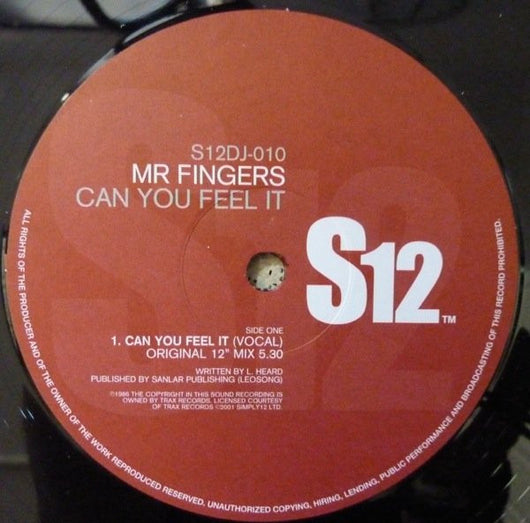 S12DJ-010
MR FINGERS
CAN YOU FEEL IT
S12™
SIDE ONE
1. CAN YOU FEEL IT (VOCAL)
ORIGINAL 12" MIX 5.30
WRITTEN BY L. HEARD
PUBLISHED BY SANLAR PUBLISHING (LEOSONG)
℗1986 THE COPYRIGHT IN THIS SOUND RECORDING IS
OWNED BY TRAX RECORDS. LICENSED COURTESY
OF TRAX RECORDS ©2001 SIMPLY12 LTD.
ALL RIGHTS OF THE PRODUCER AND OF THE OWNER OF THE WORK REPRODUCED RESERVED. UNAUTHORIZED COPYING, HIRING, LENDING, PUBLIC PERFORMANCE AND BROADCASTING OF THIS RECORD PROHIBITED.
S12